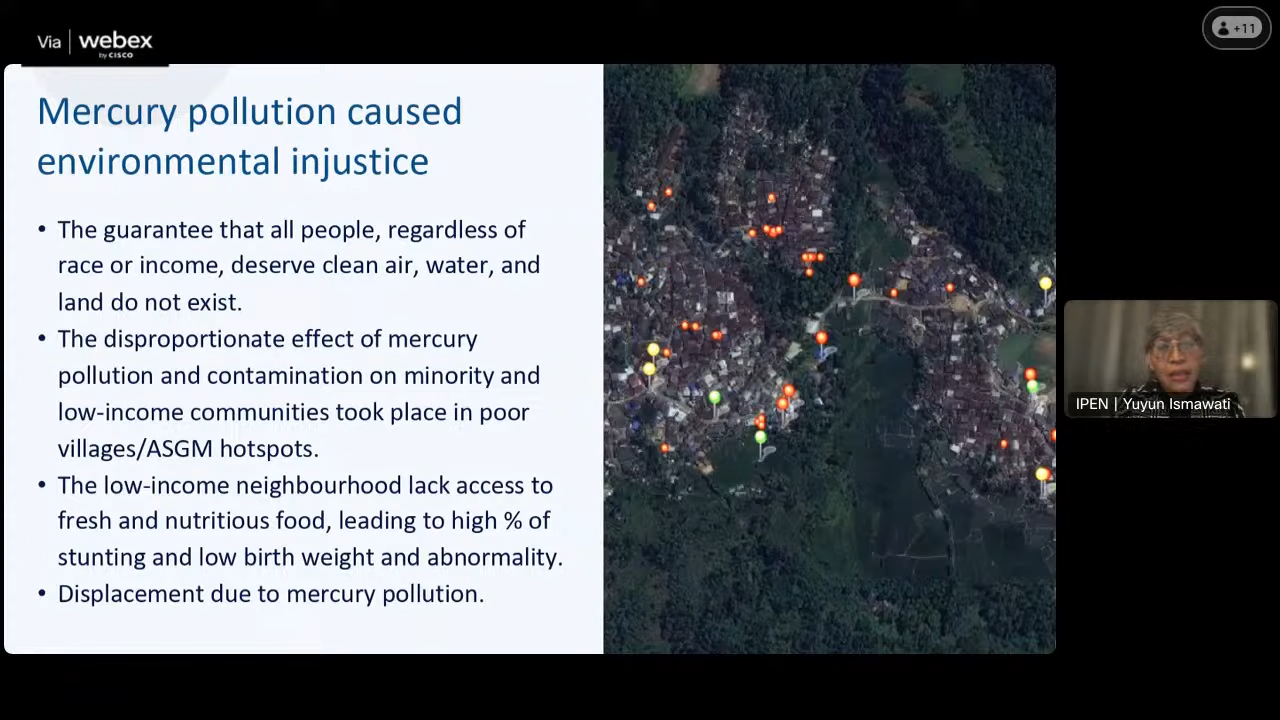 Via | webex
by CISCO
+11
Mercury pollution caused
environmental injustice
• The guarantee that all people, regardless of
race or income, deserve clean air, water, and
land do not exist.
• The disproportionate effect of mercury
pollution and contamination on minority and
low-income communities took place in poor
villages/ASGM hotspots.
• The low-income neighbourhood lack access to
fresh and nutritious food, leading to high % of
stunting and low birth weight and abnormality.
• Displacement due to mercury pollution.
IPEN | Yuyun Ismawati